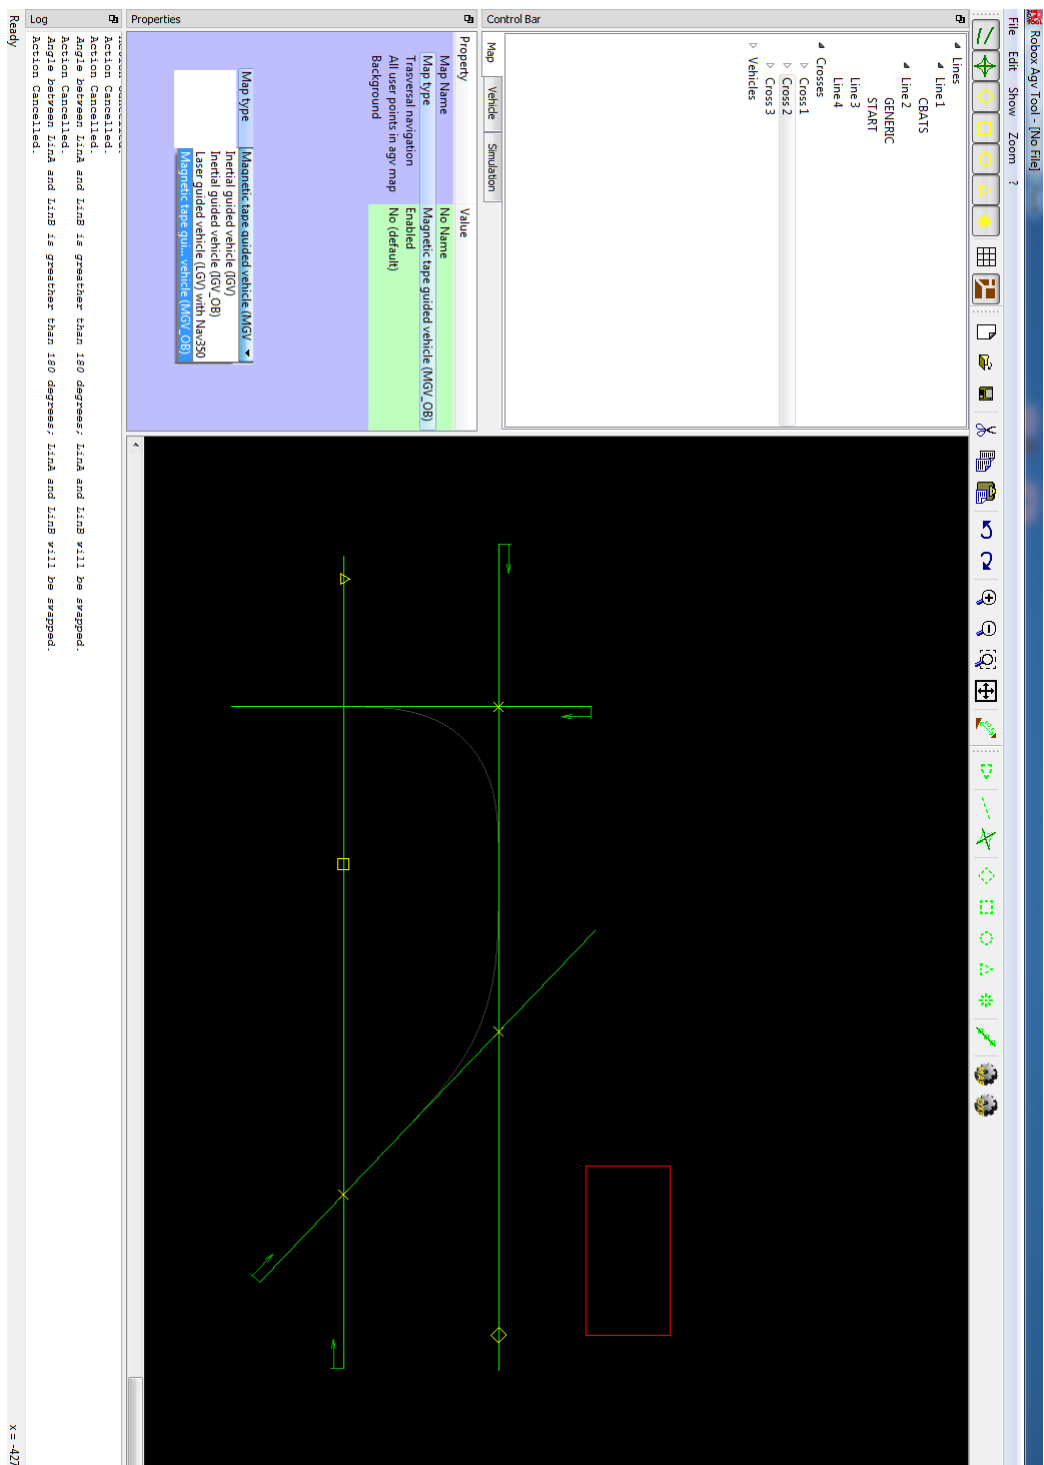 Robox Agv Tool - [No File]
File Edit Show Zoom ?
Control Bar
Lines
Line 1
CBATS
Line 2
GENERIC
START
Line 3
Line 4
Crosses
Cross 1
Cross 2
Cross 3
Vehicles
Map Vehicle Simulation
Properties
Property Value
Map Name No Name
Map type Magnetic tape guided vehicle (MGV_OB)
Trasversal navigation Enabled
All user points in agv map No (default)
Background
Map type Magnetic tape guided vehicle (MGV
Inertial guided vehicle (IGV)
Inertial guided vehicle (IGV_OB)
Laser guided vehicle (LGV) with Nav350
Magnetic tape gui... vehicle (MGV_OB)
Log
Action Cancelled.
Action Cancelled.
Angle between LinA and LinB is greather than 180 degrees; LinA and LinB will be swapped.
Action Cancelled.
Angle between LinA and LinB is greather than 180 degrees; LinA and LinB will be swapped.
Action Cancelled.
Ready x = -427